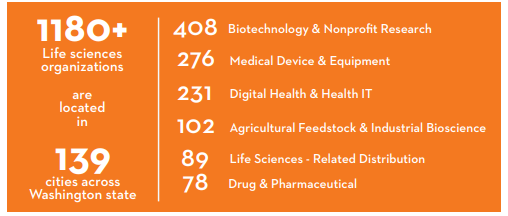 1180+
Life sciences
organizations
are
located
in
139
cities across
Washington state
408 Biotechnology & Nonprofit Research
276 Medical Device & Equipment
231 Digital Health & Health IT
102 Agricultural Feedstock & Industrial Bioscience
89 Life Sciences - Related Distribution
78 Drug & Pharmaceutical